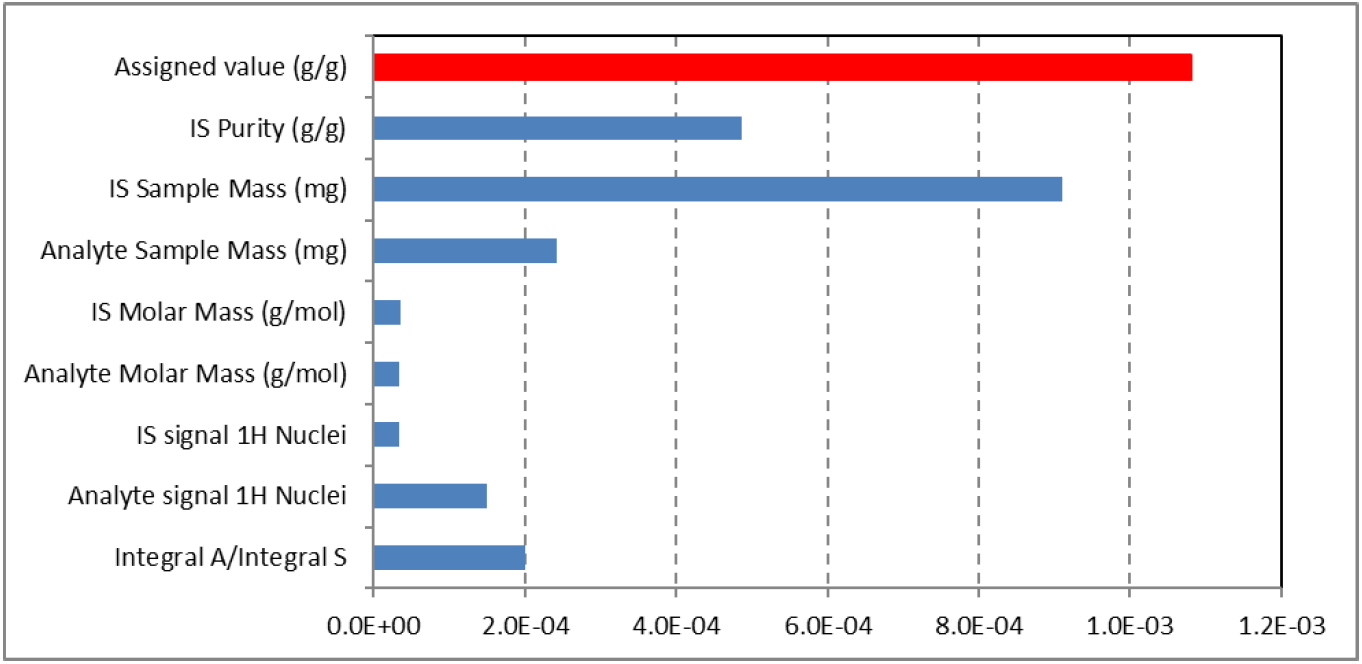 Assigned value (g/g)
IS Purity (g/g)
IS Sample Mass (mg)
Analyte Sample Mass (mg)
IS Molar Mass (g/mol)
Analyte Molar Mass (g/mol)
IS signal 1H Nuclei
Analyte signal 1H Nuclei
Integral A/Integral S
0.0E+00 2.0E-04 4.0E-04 6.0E-04 8.0E-04 1.0E-03 1.2E-03